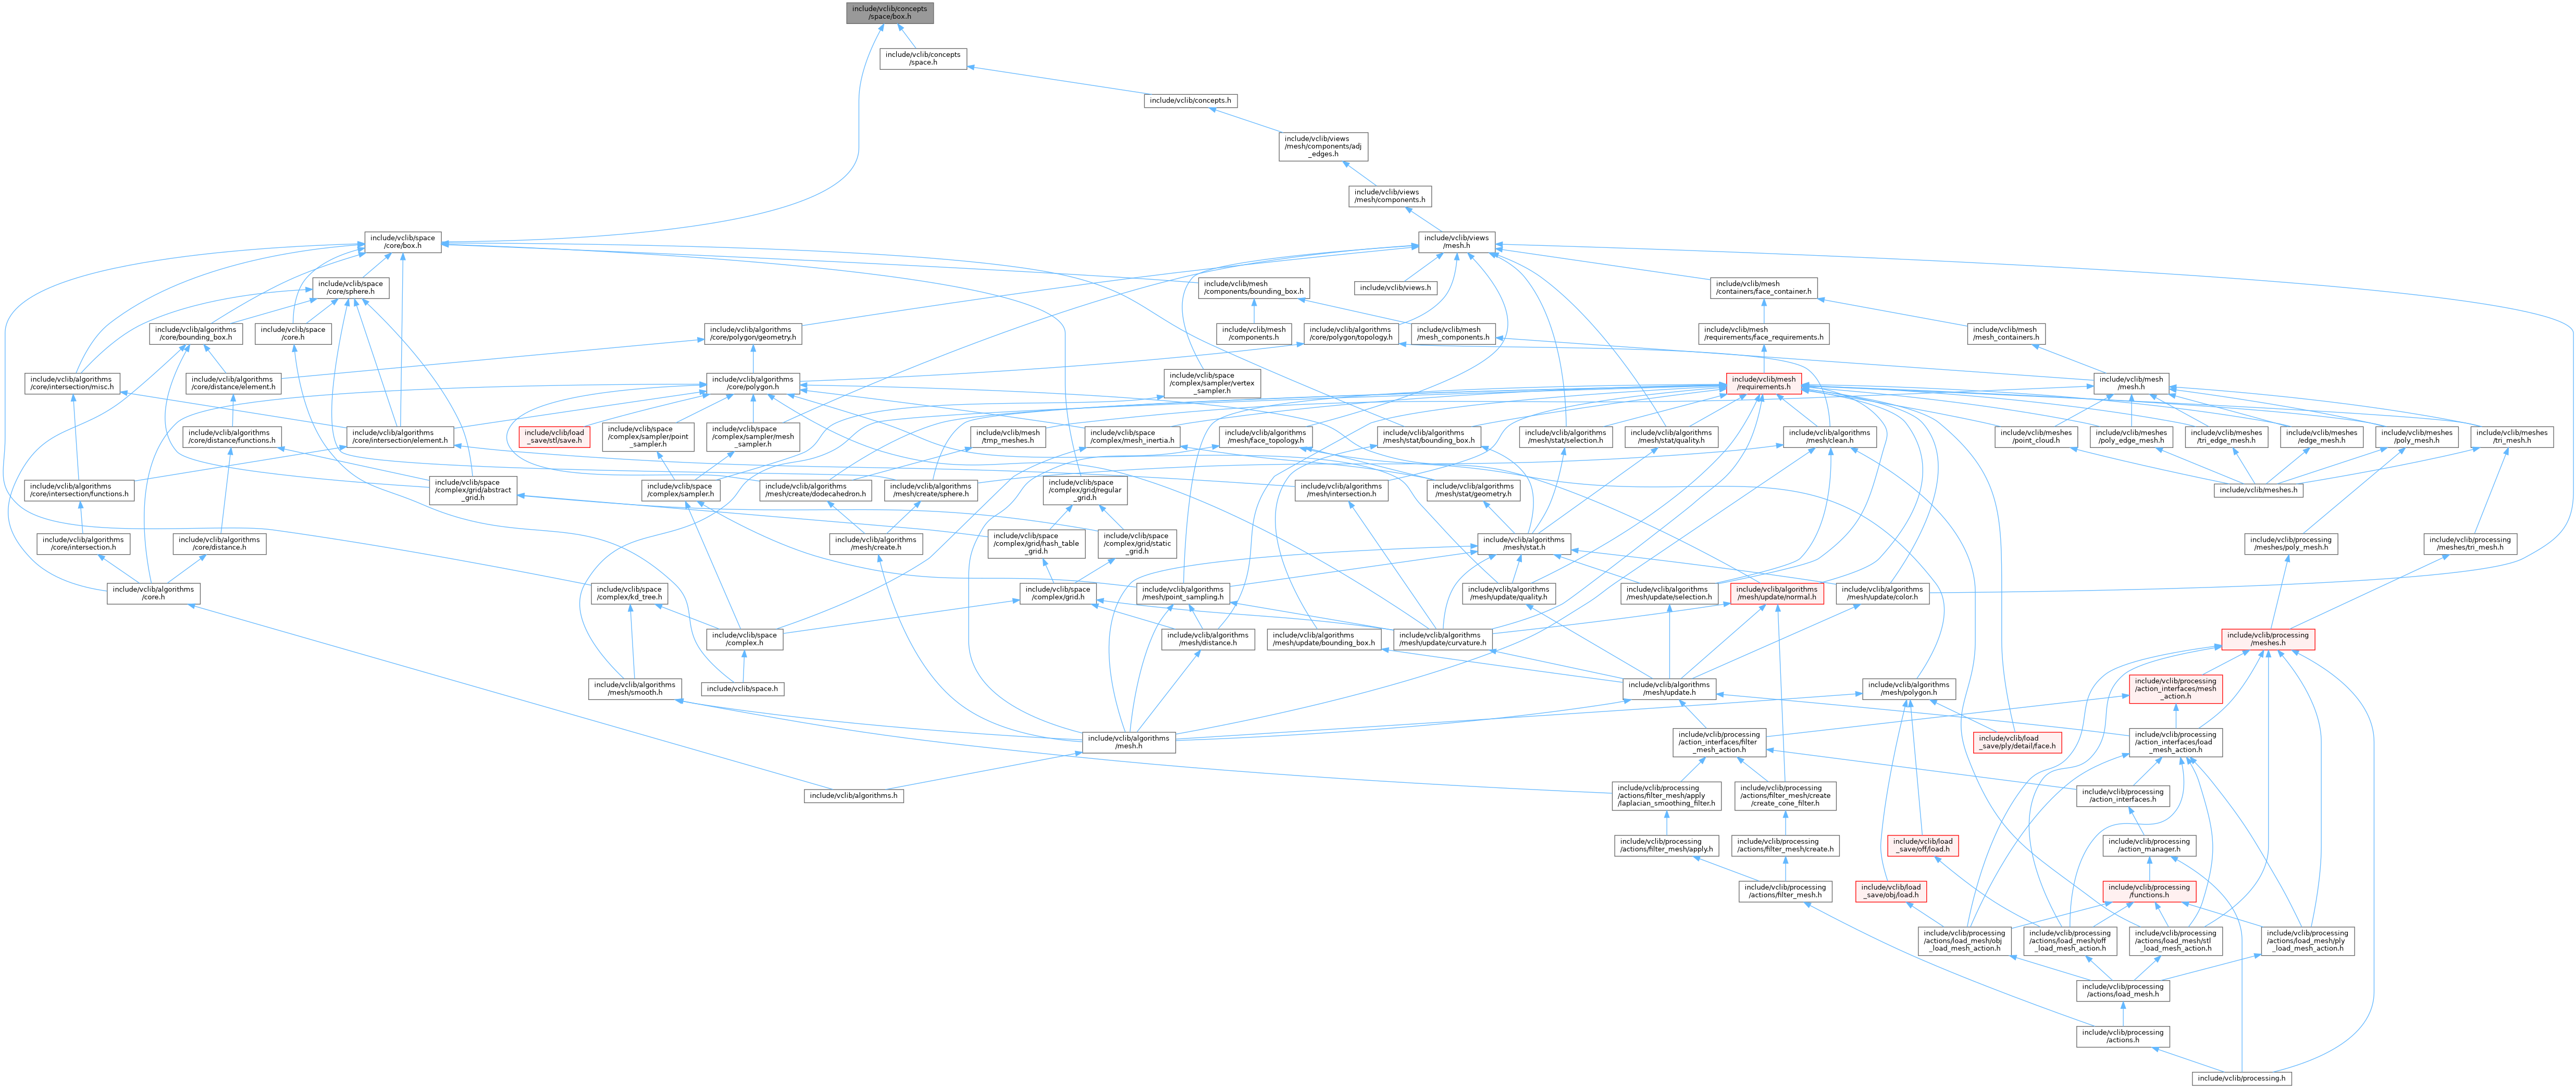 include/vclib/concepts
/space/box.h
include/vclib/concepts
/space.h
include/vclib/concepts.h
include/vclib/views
/mesh/components/adj
_edges.h
include/vclib/views
/mesh/components.h
include/vclib/space
/core/box.h
include/vclib/views
/mesh.h
include/vclib/space
/core/sphere.h
include/vclib/mesh
/components/bounding_box.h
include/vclib/views.h
include/vclib/mesh
/containers/face_container.h
include/vclib/algorithms
/core/bounding_box.h
include/vclib/space
/core.h
include/vclib/algorithms
/core/polygon/geometry.h
include/vclib/mesh
/components.h
include/vclib/algorithms
/core/polygon/topology.h
include/vclib/mesh
/mesh_components.h
include/vclib/mesh
/requirements/face_requirements.h
include/vclib/mesh
/mesh_containers.h
include/vclib/algorithms
/core/intersection/misc.h
include/vclib/algorithms
/core/distance/element.h
include/vclib/algorithms
/core/polygon.h
include/vclib/space
/complex/sampler/vertex
_sampler.h
include/vclib/mesh
/requirements.h
include/vclib/mesh
/mesh.h
include/vclib/algorithms
/core/distance/functions.h
include/vclib/algorithms
/core/intersection/element.h
include/vclib/load
_save/stl/save.h
include/vclib/space
/complex/sampler/point
_sampler.h
include/vclib/space
/complex/sampler/mesh
_sampler.h
include/vclib/mesh
/tmp_meshes.h
include/vclib/space
/complex/mesh_inertia.h
include/vclib/algorithms
/mesh/face_topology.h
include/vclib/algorithms
/mesh/stat/bounding_box.h
include/vclib/algorithms
/mesh/stat/selection.h
include/vclib/algorithms
/mesh/stat/quality.h
include/vclib/algorithms
/mesh/clean.h
include/vclib/meshes
/point_cloud.h
include/vclib/meshes
/poly_edge_mesh.h
include/vclib/meshes
/tri_edge_mesh.h
include/vclib/meshes
/edge_mesh.h
include/vclib/meshes
/poly_mesh.h
include/vclib/meshes
/tri_mesh.h
include/vclib/algorithms
/core/intersection/functions.h
include/vclib/space
/complex/grid/abstract
_grid.h
include/vclib/space
/complex/sampler.h
include/vclib/algorithms
/mesh/create/dodecahedron.h
include/vclib/algorithms
/mesh/create/sphere.h
include/vclib/space
/complex/grid/regular
_grid.h
include/vclib/algorithms
/mesh/intersection.h
include/vclib/algorithms
/mesh/stat/geometry.h
include/vclib/meshes.h
include/vclib/algorithms
/core/intersection.h
include/vclib/algorithms
/core/distance.h
include/vclib/algorithms
/mesh/create.h
include/vclib/space
/complex/grid/hash_table
_grid.h
include/vclib/space
/complex/grid/static
_grid.h
include/vclib/algorithms
/mesh/stat.h
include/vclib/processing
/meshes/poly_mesh.h
include/vclib/processing
/meshes/tri_mesh.h
include/vclib/algorithms
/core.h
include/vclib/space
/complex/kd_tree.h
include/vclib/space
/complex/grid.h
include/vclib/algorithms
/mesh/point_sampling.h
include/vclib/algorithms
/mesh/update/quality.h
include/vclib/algorithms
/mesh/update/selection.h
include/vclib/algorithms
/mesh/update/normal.h
include/vclib/algorithms
/mesh/update/color.h
include/vclib/space
/complex.h
include/vclib/algorithms
/mesh/distance.h
include/vclib/algorithms
/mesh/update/bounding_box.h
include/vclib/algorithms
/mesh/update/curvature.h
include/vclib/processing
/meshes.h
include/vclib/algorithms
/mesh/smooth.h
include/vclib/space.h
include/vclib/algorithms
/mesh/update.h
include/vclib/algorithms
/mesh/polygon.h
include/vclib/processing
/action_interfaces/mesh
_action.h
include/vclib/algorithms
/mesh.h
include/vclib/processing
/action_interfaces/filter
_mesh_action.h
include/vclib/load
_save/ply/detail/face.h
include/vclib/processing
/action_interfaces/load
_mesh_action.h
include/vclib/algorithms.h
include/vclib/processing
/actions/filter_mesh/apply
/laplacian_smoothing_filter.h
include/vclib/processing
/actions/filter_mesh/create
/create_cone_filter.h
include/vclib/processing
/action_interfaces.h
include/vclib/processing
/actions/filter_mesh/apply.h
include/vclib/processing
/actions/filter_mesh/create.h
include/vclib/load
_save/off/load.h
include/vclib/processing
/action_manager.h
include/vclib/processing
/actions/filter_mesh.h
include/vclib/load
_save/obj/load.h
include/vclib/processing
/functions.h
include/vclib/processing
/actions/load_mesh/obj
_load_mesh_action.h
include/vclib/processing
/actions/load_mesh/off
_load_mesh_action.h
include/vclib/processing
/actions/load_mesh/stl
_load_mesh_action.h
include/vclib/processing
/actions/load_mesh/ply
_load_mesh_action.h
include/vclib/processing
/actions/load_mesh.h
include/vclib/processing
/actions.h
include/vclib/processing.h